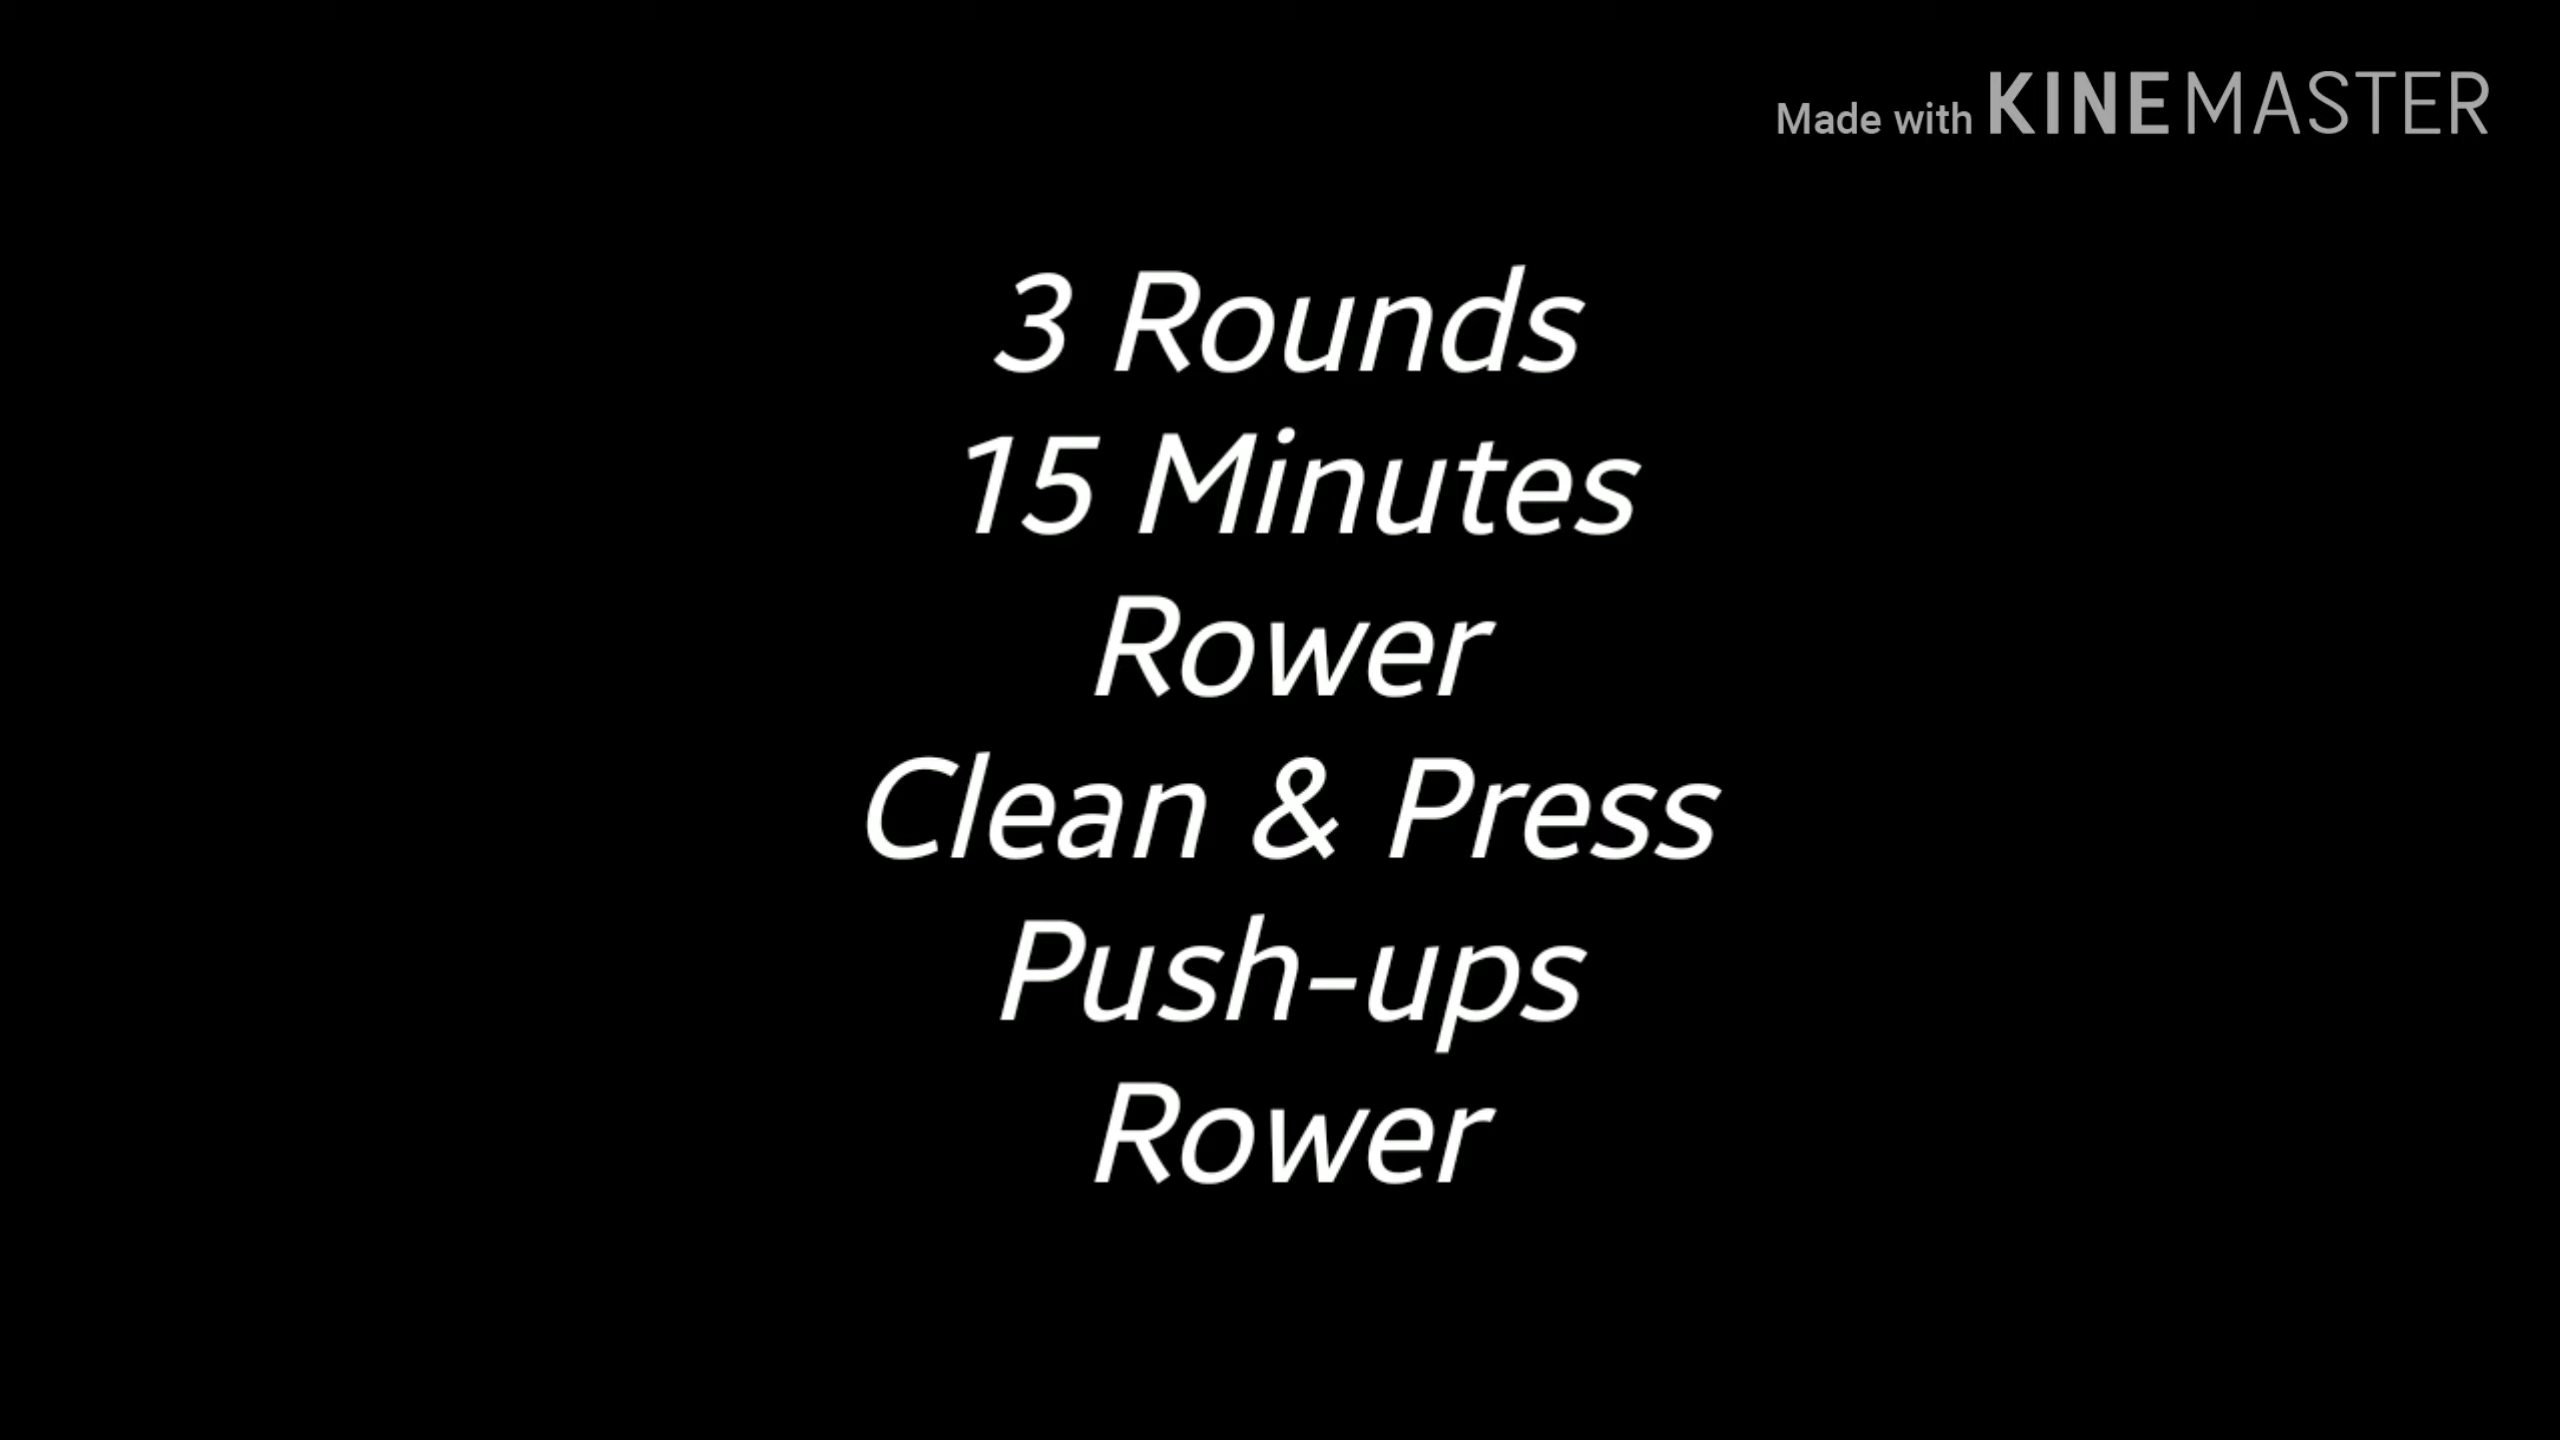 Made with KINEMASTER
3 Rounds
15 Minutes
Rower
Clean & Press
Push-ups
Rower